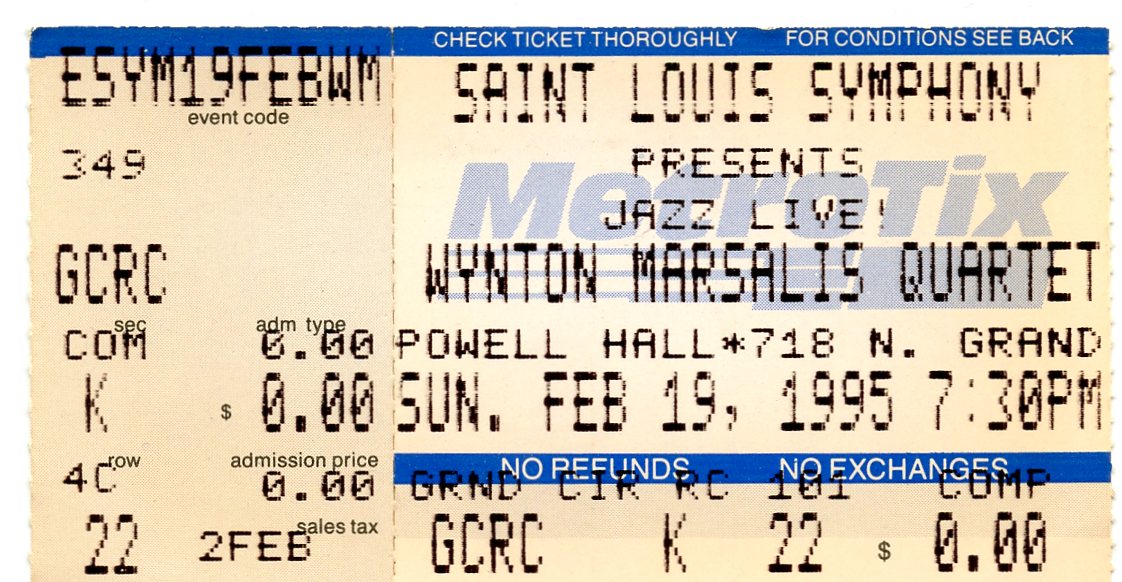 ESYM19FEBWM
event code
349
GCRC
sec
adm type
COM
0.00
K
$ 0.00
row
admission price
4C
0.00
sales tax
22
2FEB
CHECK TICKET THOROUGHLY FOR CONDITIONS SEE BACK
SAINT LOUIS SYMPHONY
PRESENTS
MetroTix
JAZZ LIVE!
WYNTON MARSALIS QUARTET
POWELL HALL*718 N. GRAND
SUN. FEB 19, 1995 7:30PM
NO REFUNDS NO EXCHANGES
GRND CIR RC 101 COMP
GCRC K 22 $ 0.00